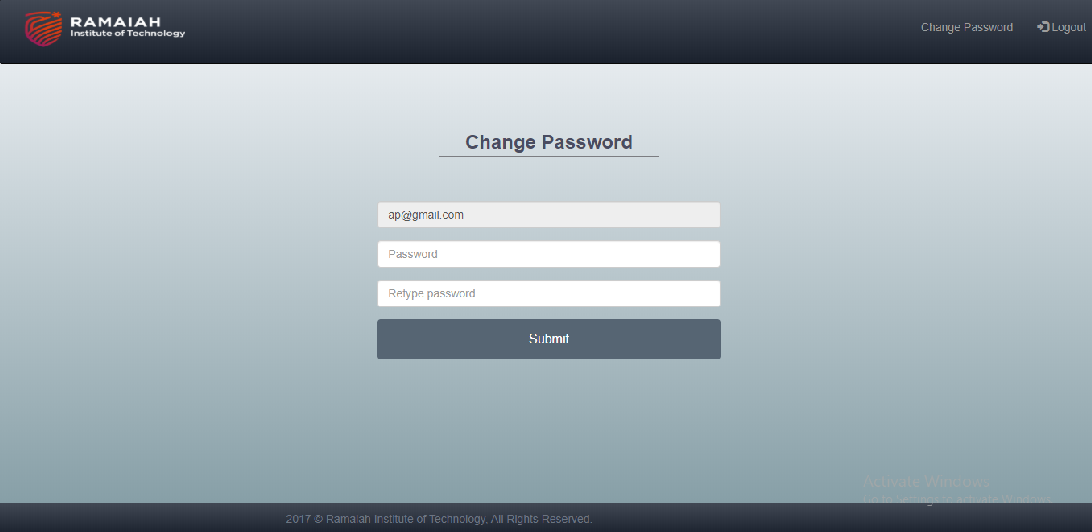 RAMAIAH
Institute of Technology
Change Password
Logout
Change Password
ap@gmail.com
Password
Retype password
Submit
Activate Windows
Go to Settings to activate Windows.
2017 © Ramaiah Institute of Technology. All Rights Reserved.